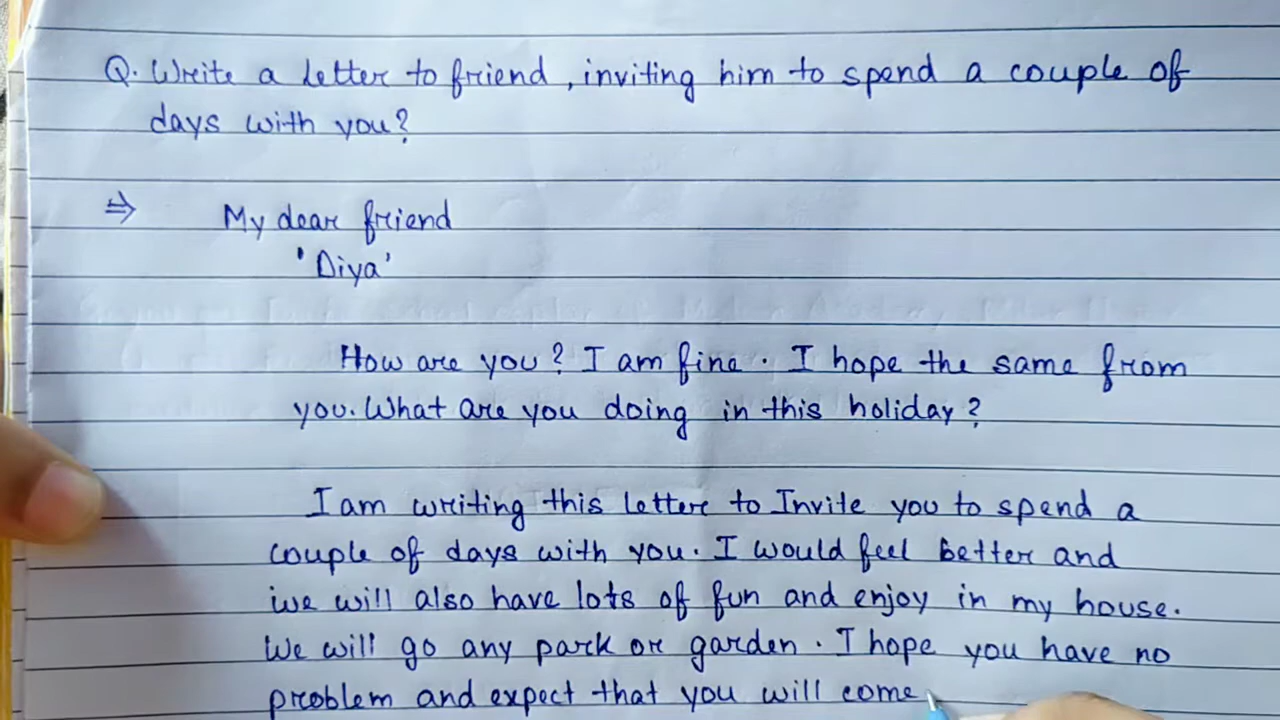 Q. Write a letter to friend, inviting him to spend a couple of
days with you?
⇒ My dear friend
'Diya'
How are you? I am fine. I hope the same from
you. What are you doing in this holiday?
I am writing this letter to Invite you to spend a
couple of days with you. I would feel better and
we will also have lots of fun and enjoy in my house.
We will go any park or garden. I hope you have no
problem and expect that you will come